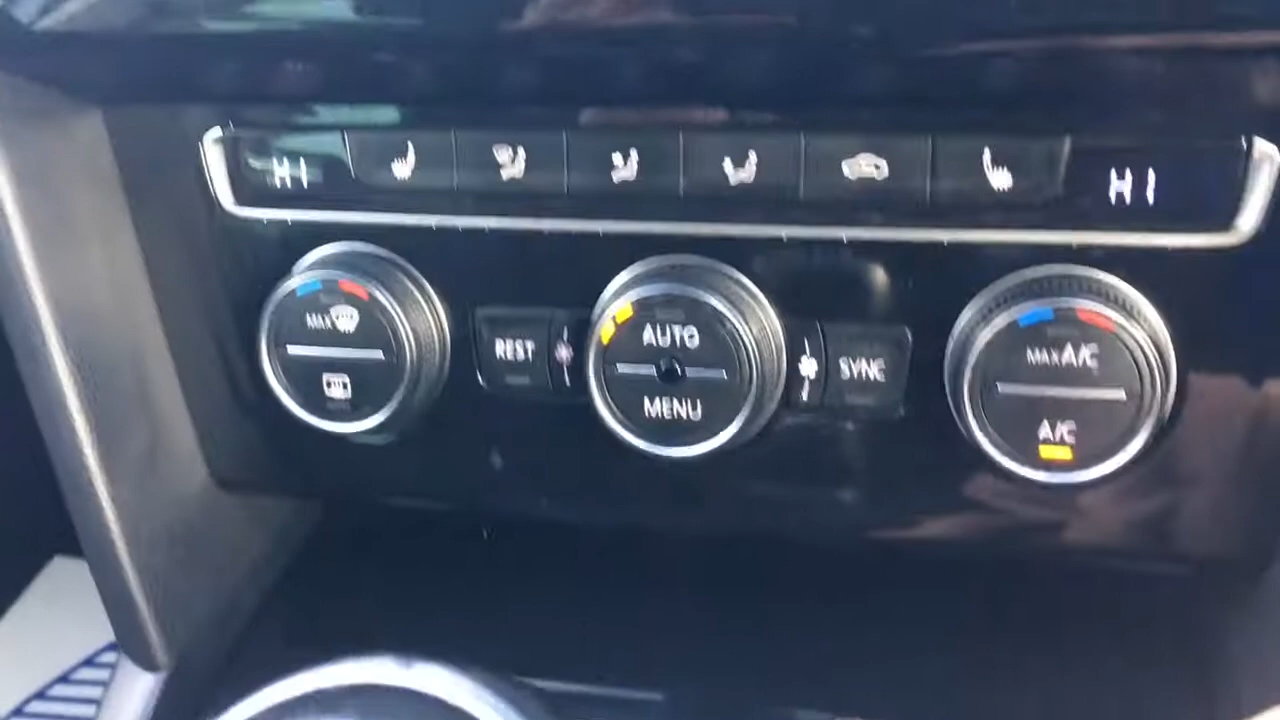 HI
HI
MAX
REST
AUTO
MENU
SYNC
MAX A/C
A/C